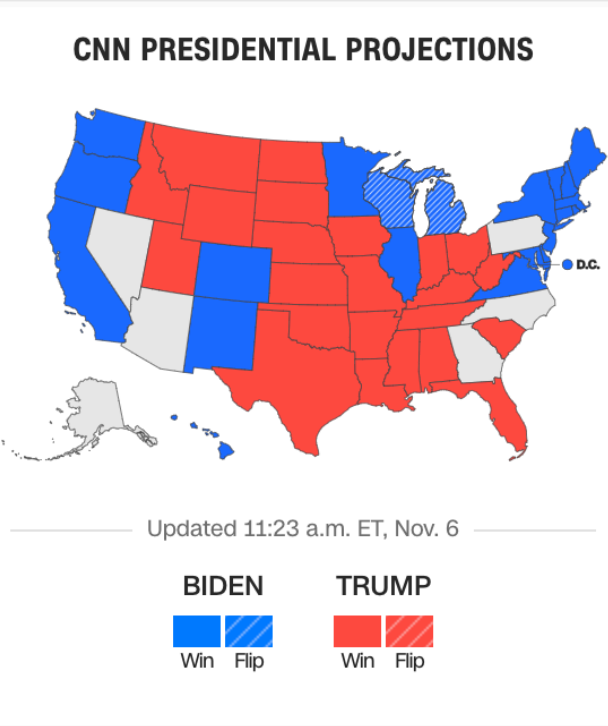 CNN PRESIDENTIAL PROJECTIONS
D.C.
Updated 11:23 a.m. ET, Nov. 6
BIDEN TRUMP
Win Flip Win Flip